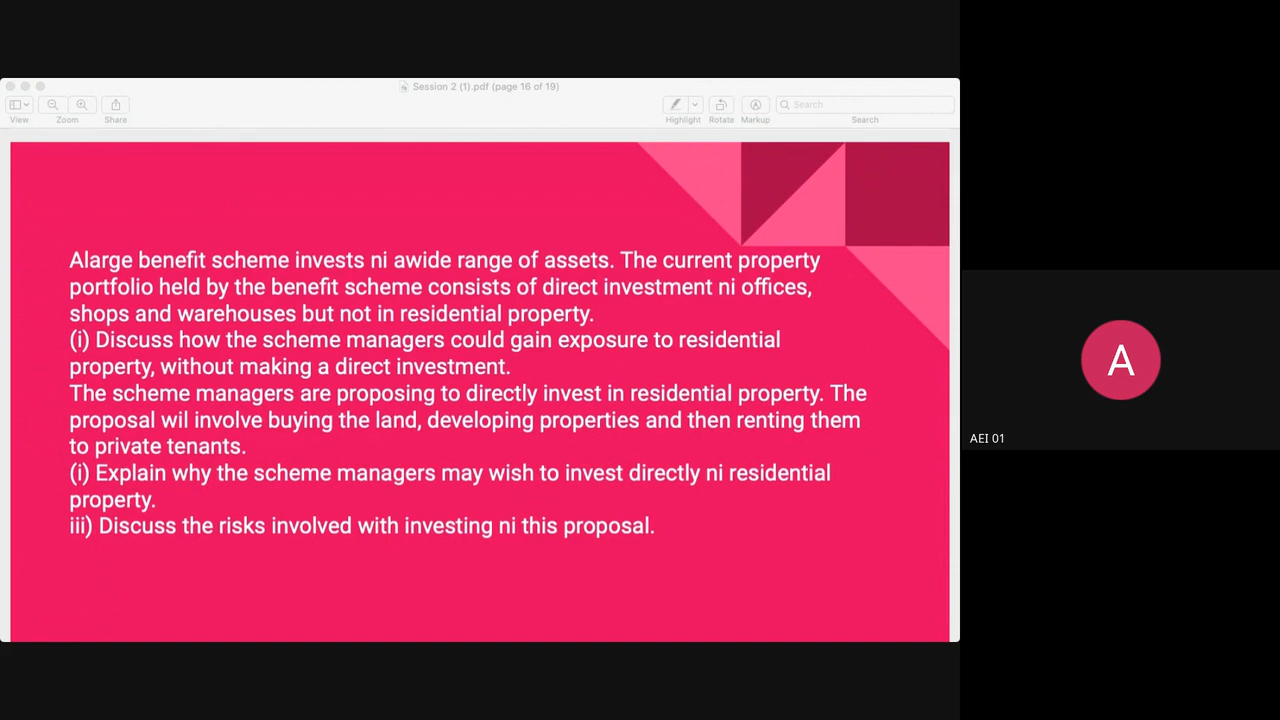 Session 2 (1).pdf (page 16 of 19)
View
Zoom
Share
Highlight
Rotate
Markup
Search
Search
Alarge benefit scheme invests ni awide range of assets. The current property
portfolio held by the benefit scheme consists of direct investment ni offices,
shops and warehouses but not in residential property.
(i) Discuss how the scheme managers could gain exposure to residential
property, without making a direct investment.
The scheme managers are proposing to directly invest in residential property. The
proposal wil involve buying the land, developing properties and then renting them
to private tenants.
(i) Explain why the scheme managers may wish to invest directly ni residential
property.
iii) Discuss the risks involved with investing ni this proposal.
A
AEI 01